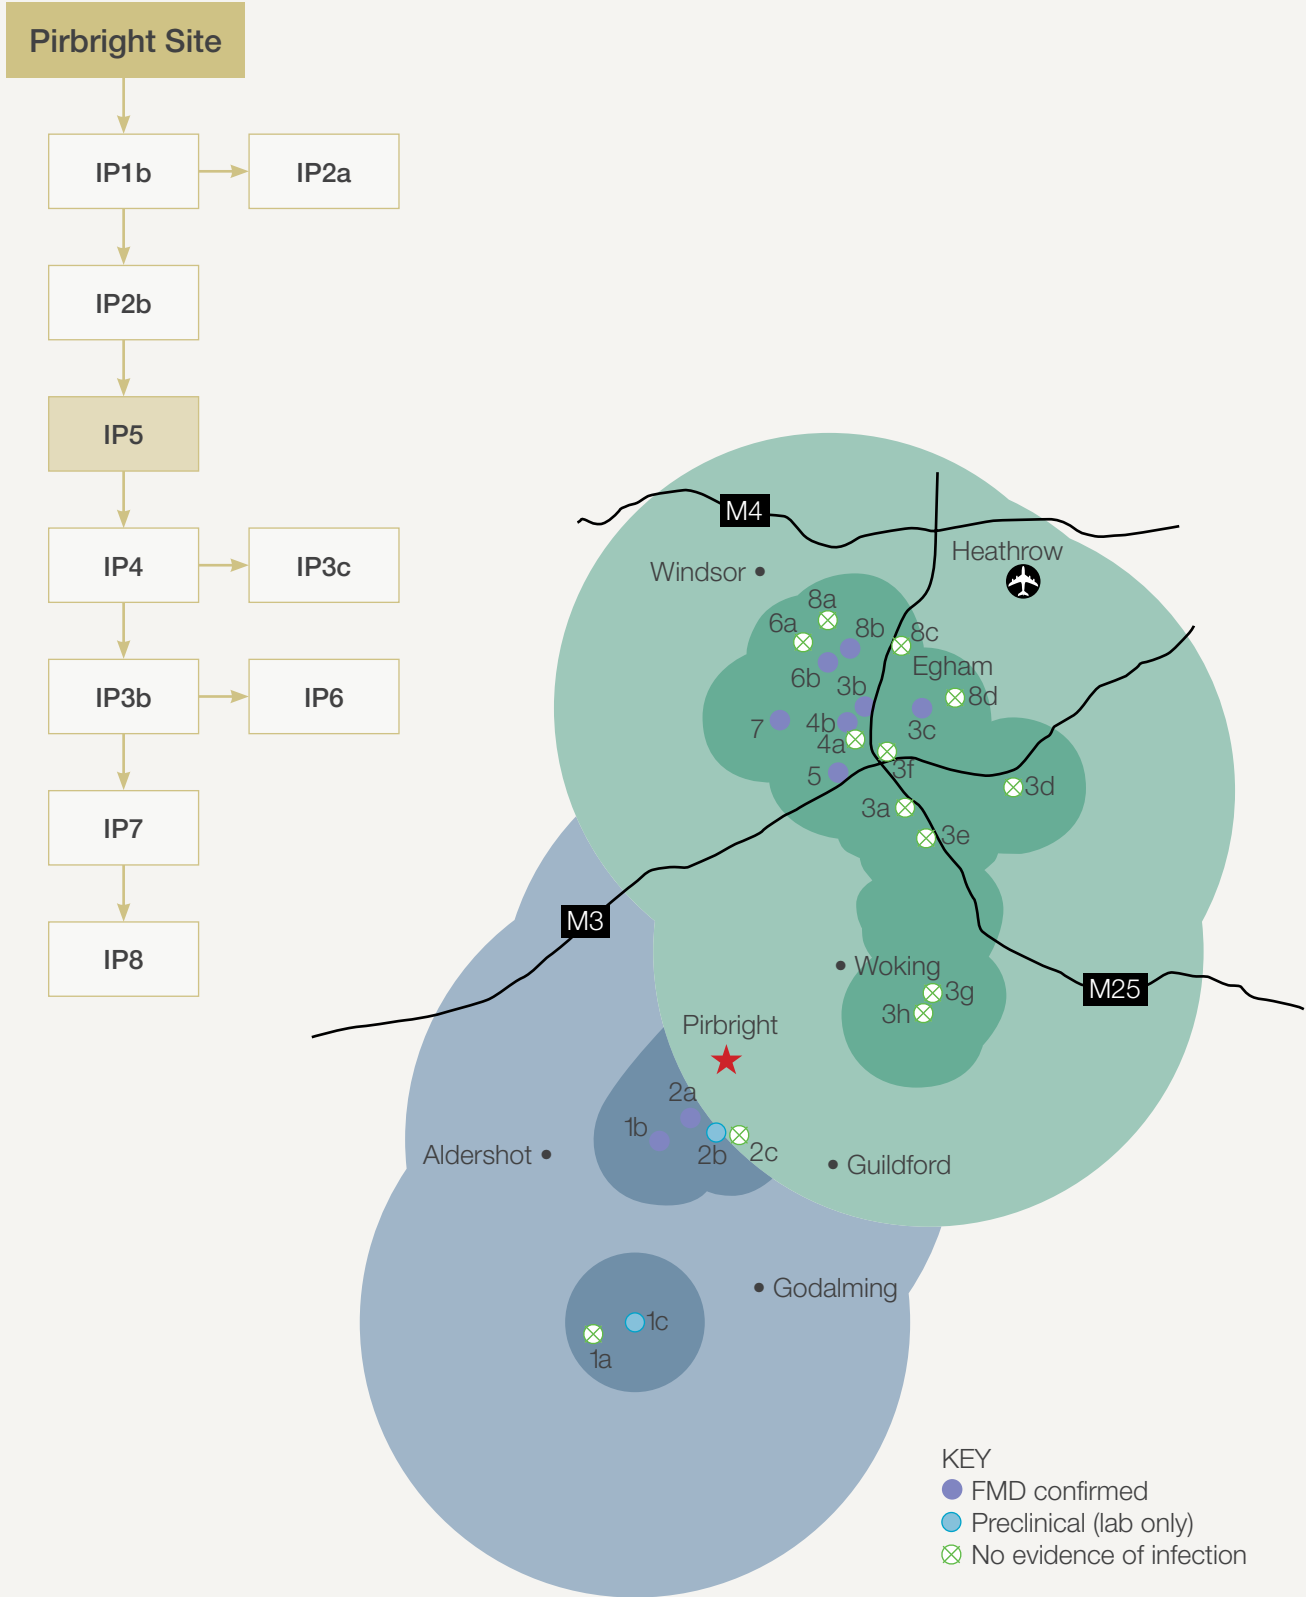 Pirbright Site
IP1b
IP2a
IP2b
IP5
IP4
IP3c
IP3b
IP6
IP7
IP8
M4
Heathrow
Windsor
8a
6a
8b
8c
Egham
6b
3b
8d
7
4b
3c
4a
5
3f
3d
3a
3e
M3
Woking
M25
3g
3h
Pirbright
2a
1b
2b
2c
Aldershot
Guildford
Godalming
1c
1a
KEY
FMD confirmed
Preclinical (lab only)
No evidence of infection